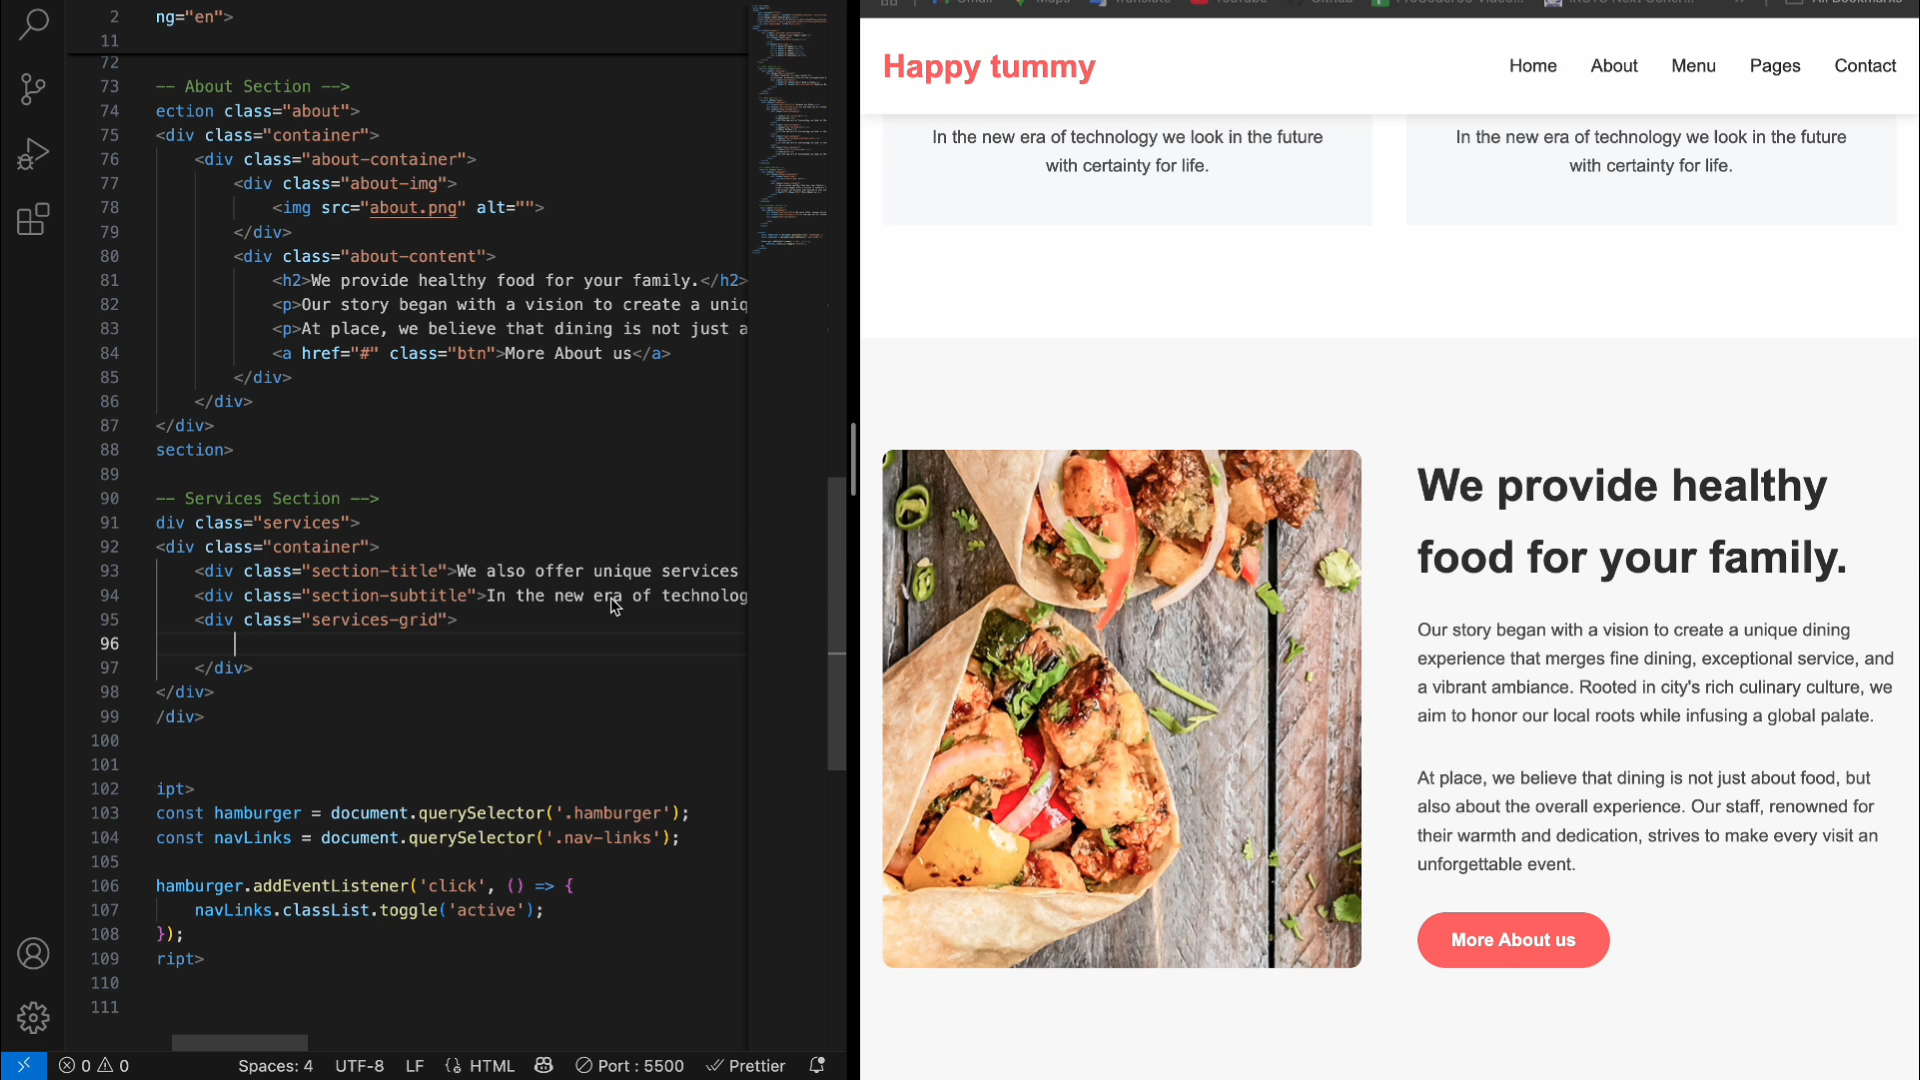 2 ng="en">
11
72
73 -- About Section -->
74 ection class="about">
75 <div class="container">
76 <div class="about-container">
77 <div class="about-img">
78 <img src="about.png" alt="">
79 </div>
80 <div class="about-content">
81 <h2>We provide healthy food for your family.</h2>
82 <p>Our story began with a vision to create a uniq
83 <p>At place, we believe that dining is not just a
84 <a href="#" class="btn">More About us</a>
85 </div>
86 </div>
87 </div>
88 section>
89
90 -- Services Section -->
91 div class="services">
92 <div class="container">
93 <div class="section-title">We also offer unique services
94 <div class="section-subtitle">In the new era of technolog
95 <div class="services-grid">
96
97 </div>
98 </div>
99 /div>
100
101
102 ipt>
103 const hamburger = document.querySelector('.hamburger');
104 const navLinks = document.querySelector('.nav-links');
105
106 hamburger.addEventListener('click', () => {
107 navLinks.classList.toggle('active');
108 });
109 ript>
110
111
0 0 Spaces: 4 UTF-8 LF {} HTML Port : 5500 Prettier
Happy tummy Home About Menu Pages Contact
In the new era of technology we look in the future
with certainty for life.
In the new era of technology we look in the future
with certainty for life.
We provide healthy
food for your family.
Our story began with a vision to create a unique dining
experience that merges fine dining, exceptional service, and
a vibrant ambiance. Rooted in city's rich culinary culture, we
aim to honor our local roots while infusing a global palate.
At place, we believe that dining is not just about food, but
also about the overall experience. Our staff, renowned for
their warmth and dedication, strives to make every visit an
unforgettable event.
More About us